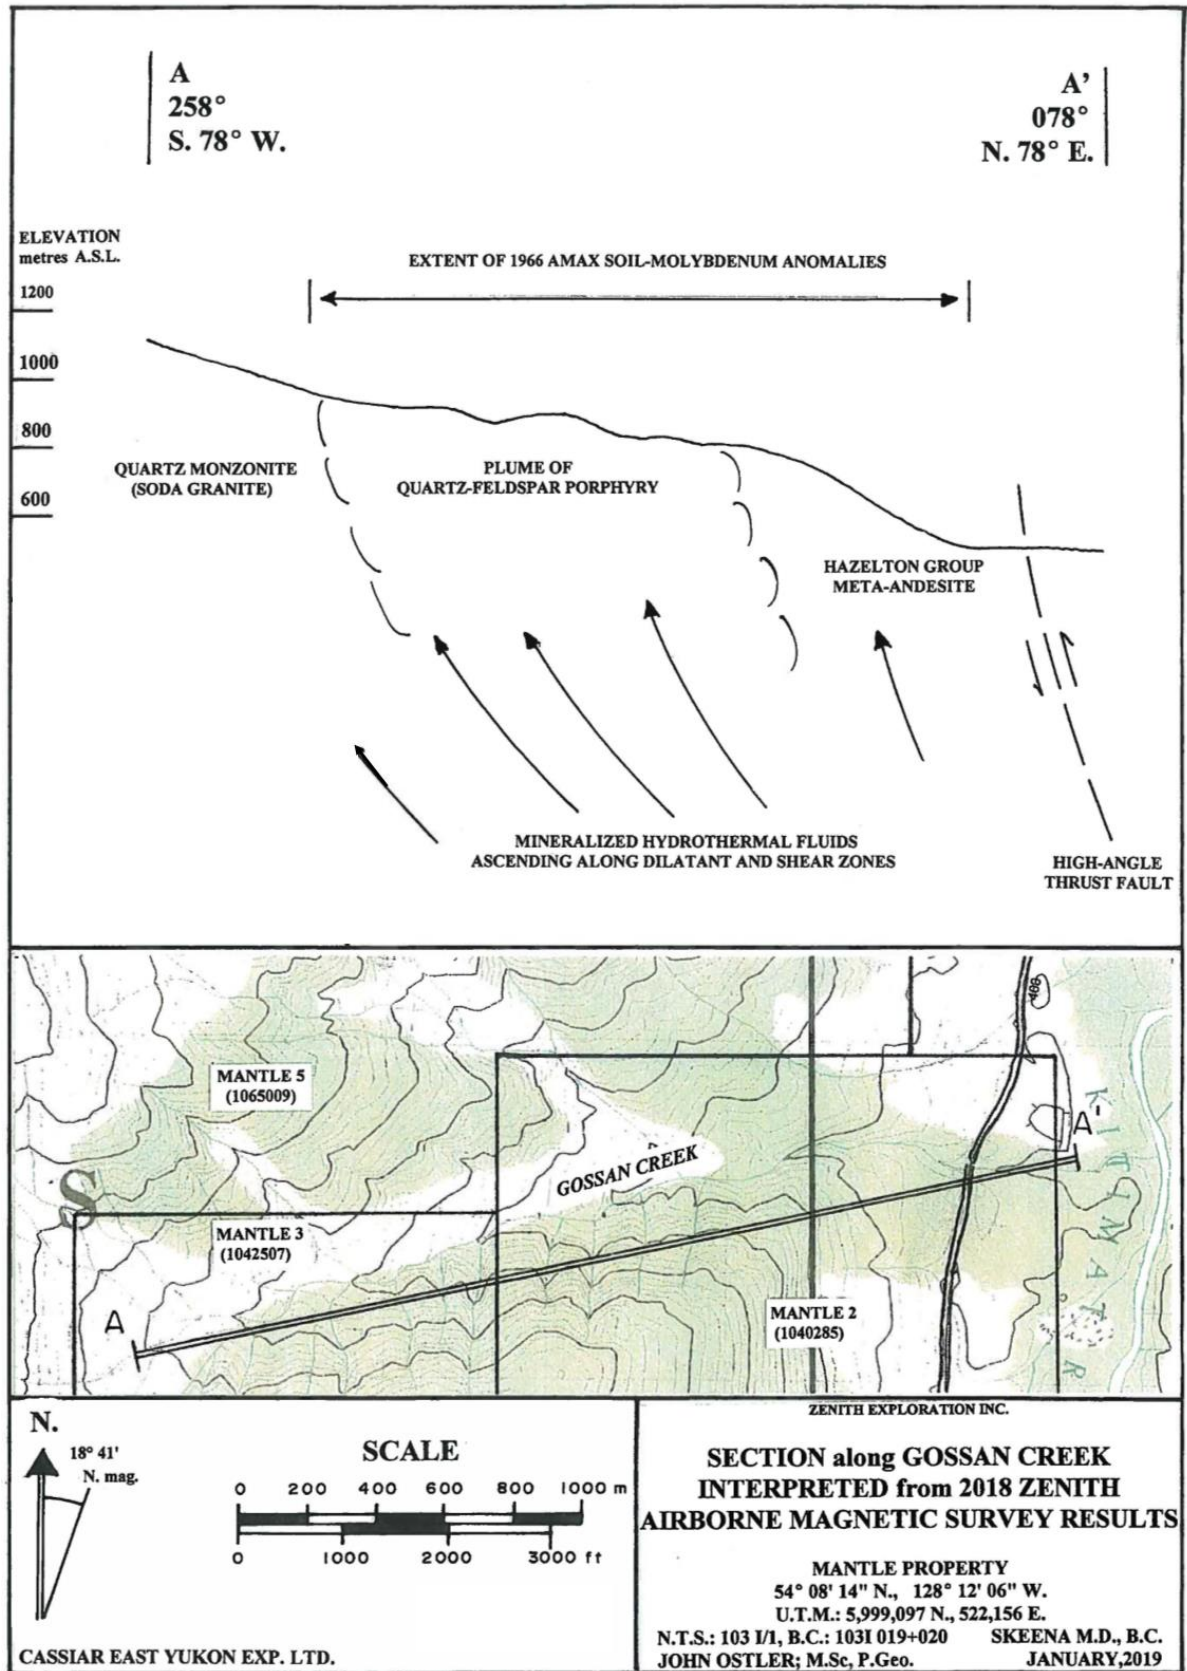 A
258°
S. 78° W.
A'
078°
N. 78° E.
ELEVATION
metres A.S.L.
1200
1000
800
600
EXTENT OF 1966 AMAX SOIL-MOLYBDENUM ANOMALIES
QUARTZ MONZONITE
(SODA GRANITE)
PLUME OF
QUARTZ-FELDSPAR PORPHYRY
HAZELTON GROUP
META-ANDESITE
MINERALIZED HYDROTHERMAL FLUIDS
ASCENDING ALONG DILATANT AND SHEAR ZONES
HIGH-ANGLE
THRUST FAULT
MANTLE 5
(1065009)
S
GOSSAN CREEK
MANTLE 3
(1042507)
A
A'
MANTLE 2
(1040285)
KITIMAT R
N.
18° 41'
N. mag.
SCALE
0 200 400 600 800 1000 m
0 1000 2000 3000 ft
CASSIAR EAST YUKON EXP. LTD.
ZENITH EXPLORATION INC.
SECTION along GOSSAN CREEK
INTERPRETED from 2018 ZENITH
AIRBORNE MAGNETIC SURVEY RESULTS
MANTLE PROPERTY
54° 08' 14" N., 128° 12' 06" W.
U.T.M.: 5,999,097 N., 522,156 E.
N.T.S.: 103 I/1, B.C.: 103I 019+020 SKEENA M.D., B.C.
JOHN OSTLER; M.Sc, P.Geo. JANUARY,2019